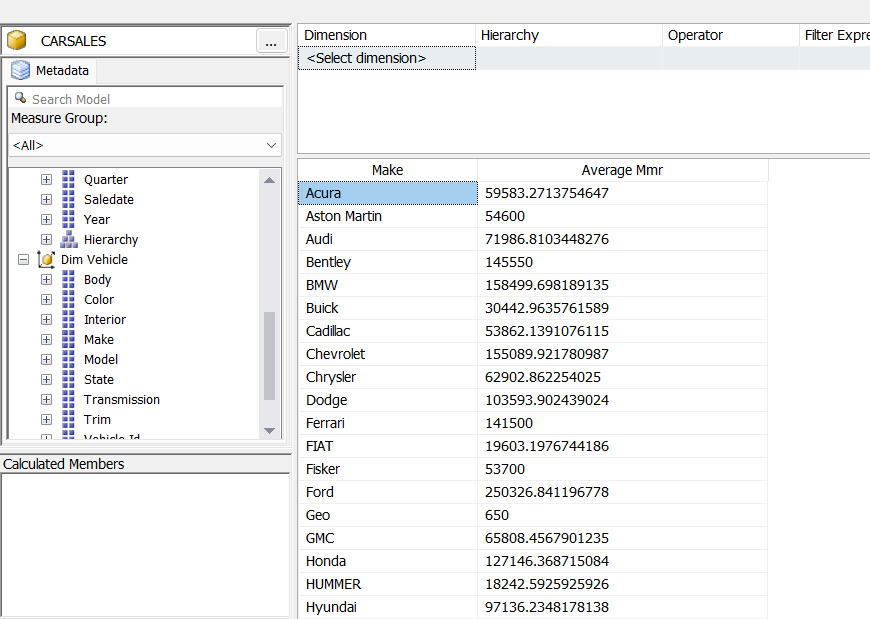 CARSALES
...
Metadata
Search Model
Measure Group:
<All>
Quarter
Saledate
Year
Hierarchy
Dim Vehicle
Body
Color
Interior
Make
Model
State
Transmission
Trim
Vehicle Id
Calculated Members
Dimension Hierarchy Operator Filter Expre
<Select dimension>
Make Average Mmr
Acura 59583.2713754647
Aston Martin 54600
Audi 71986.8103448276
Bentley 145550
BMW 158499.698189135
Buick 30442.9635761589
Cadillac 53862.1391076115
Chevrolet 155089.921780987
Chrysler 62902.862254025
Dodge 103593.902439024
Ferrari 141500
FIAT 19603.1976744186
Fisker 53700
Ford 250326.841196778
Geo 650
GMC 65808.4567901235
Honda 127146.368715084
HUMMER 18242.5925925926
Hyundai 97136.2348178138